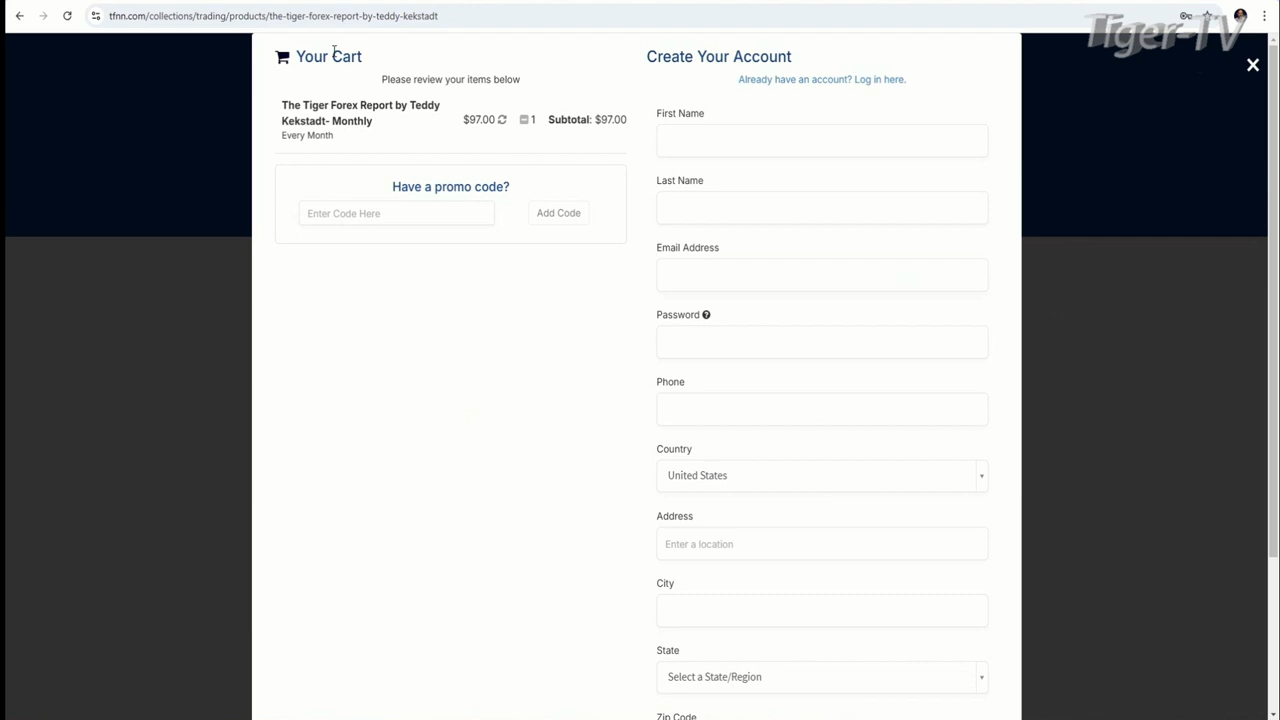 tfnn.com/collections/trading/products/the-tiger-forex-report-by-teddy-kekstadt
Tiger-TV
Your Cart
Please review your items below
The Tiger Forex Report by Teddy
Kekstadt- Monthly
Every Month
$97.00 1 Subtotal: $97.00
Have a promo code?
Enter Code Here
Add Code
Create Your Account
Already have an account? Log in here.
First Name
Last Name
Email Address
Password
Phone
Country
United States
Address
Enter a location
City
State
Select a State/Region
Zip Code